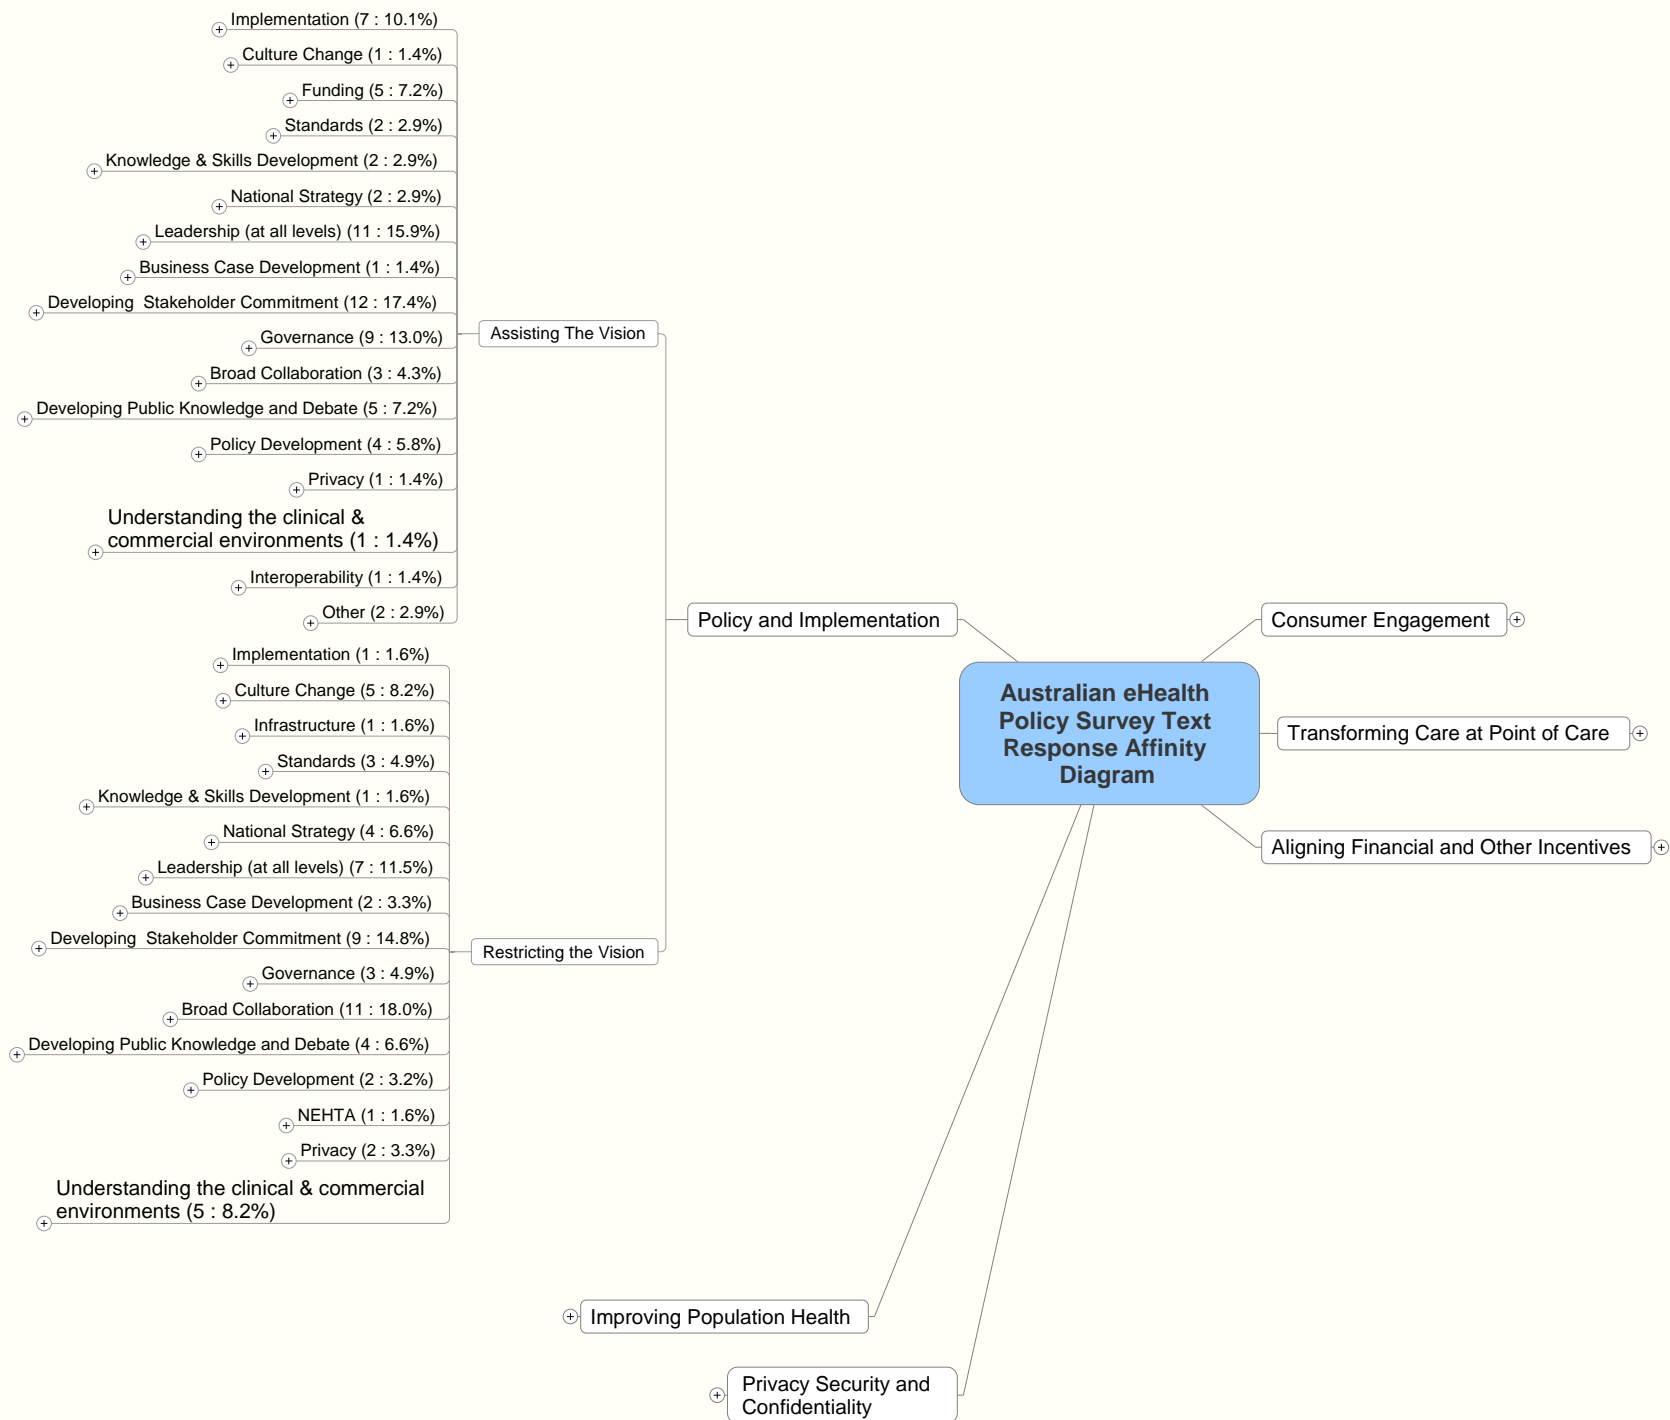 Implementation (7 : 10.1%)
Culture Change (1 : 1.4%)
Funding (5 : 7.2%)
Standards (2 : 2.9%)
Knowledge & Skills Development (2 : 2.9%)
National Strategy (2 : 2.9%)
Leadership (at all levels) (11 : 15.9%)
Business Case Development (1 : 1.4%)
Developing  Stakeholder Commitment (12 : 17.4%)
Governance (9 : 13.0%)
Broad Collaboration (3 : 4.3%)
Developing Public Knowledge and Debate (5 : 7.2%)
Policy Development (4 : 5.8%)
Privacy (1 : 1.4%)
Understanding the clinical &
commercial environments (1 : 1.4%)
Interoperability (1 : 1.4%)
Other (2 : 2.9%)
Assisting The Vision
Implementation (1 : 1.6%)
Culture Change (5 : 8.2%)
Infrastructure (1 : 1.6%)
Standards (3 : 4.9%)
Knowledge & Skills Development (1 : 1.6%)
National Strategy (4 : 6.6%)
Leadership (at all levels) (7 : 11.5%)
Business Case Development (2 : 3.3%)
Developing  Stakeholder Commitment (9 : 14.8%)
Governance (3 : 4.9%)
Broad Collaboration (11 : 18.0%)
Developing Public Knowledge and Debate (4 : 6.6%)
Policy Development (2 : 3.2%)
NEHTA (1 : 1.6%)
Privacy (2 : 3.3%)
Understanding the clinical & commercial
environments (5 : 8.2%)
Restricting the Vision
Policy and Implementation
Australian eHealth
Policy Survey Text
Response Affinity
Diagram
Consumer Engagement
Transforming Care at Point of Care
Aligning Financial and Other Incentives
Improving Population Health
Privacy Security and
Confidentiality